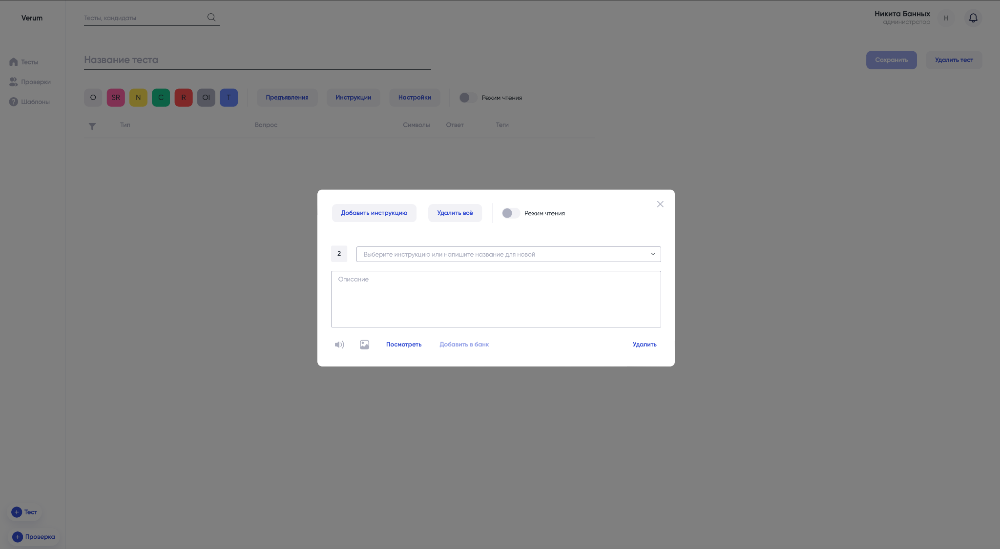 Verum
Тесты, кандидаты
Никита Банных
администратор
Н
Тесты
Проверки
Шаблоны
Название теста
Сохранить
Удалить тест
O
SR
N
C
R
OI
T
Предъявления
Инструкции
Настройки
Режим чтения
Тип
Вопрос
Символы
Ответ
Теги
Добавить инструкцию
Удалить всё
Режим чтения
2
Выберите инструкцию или напишите название для новой
Описание
Посмотреть
Добавить в банк
Удалить
Тест
Проверка